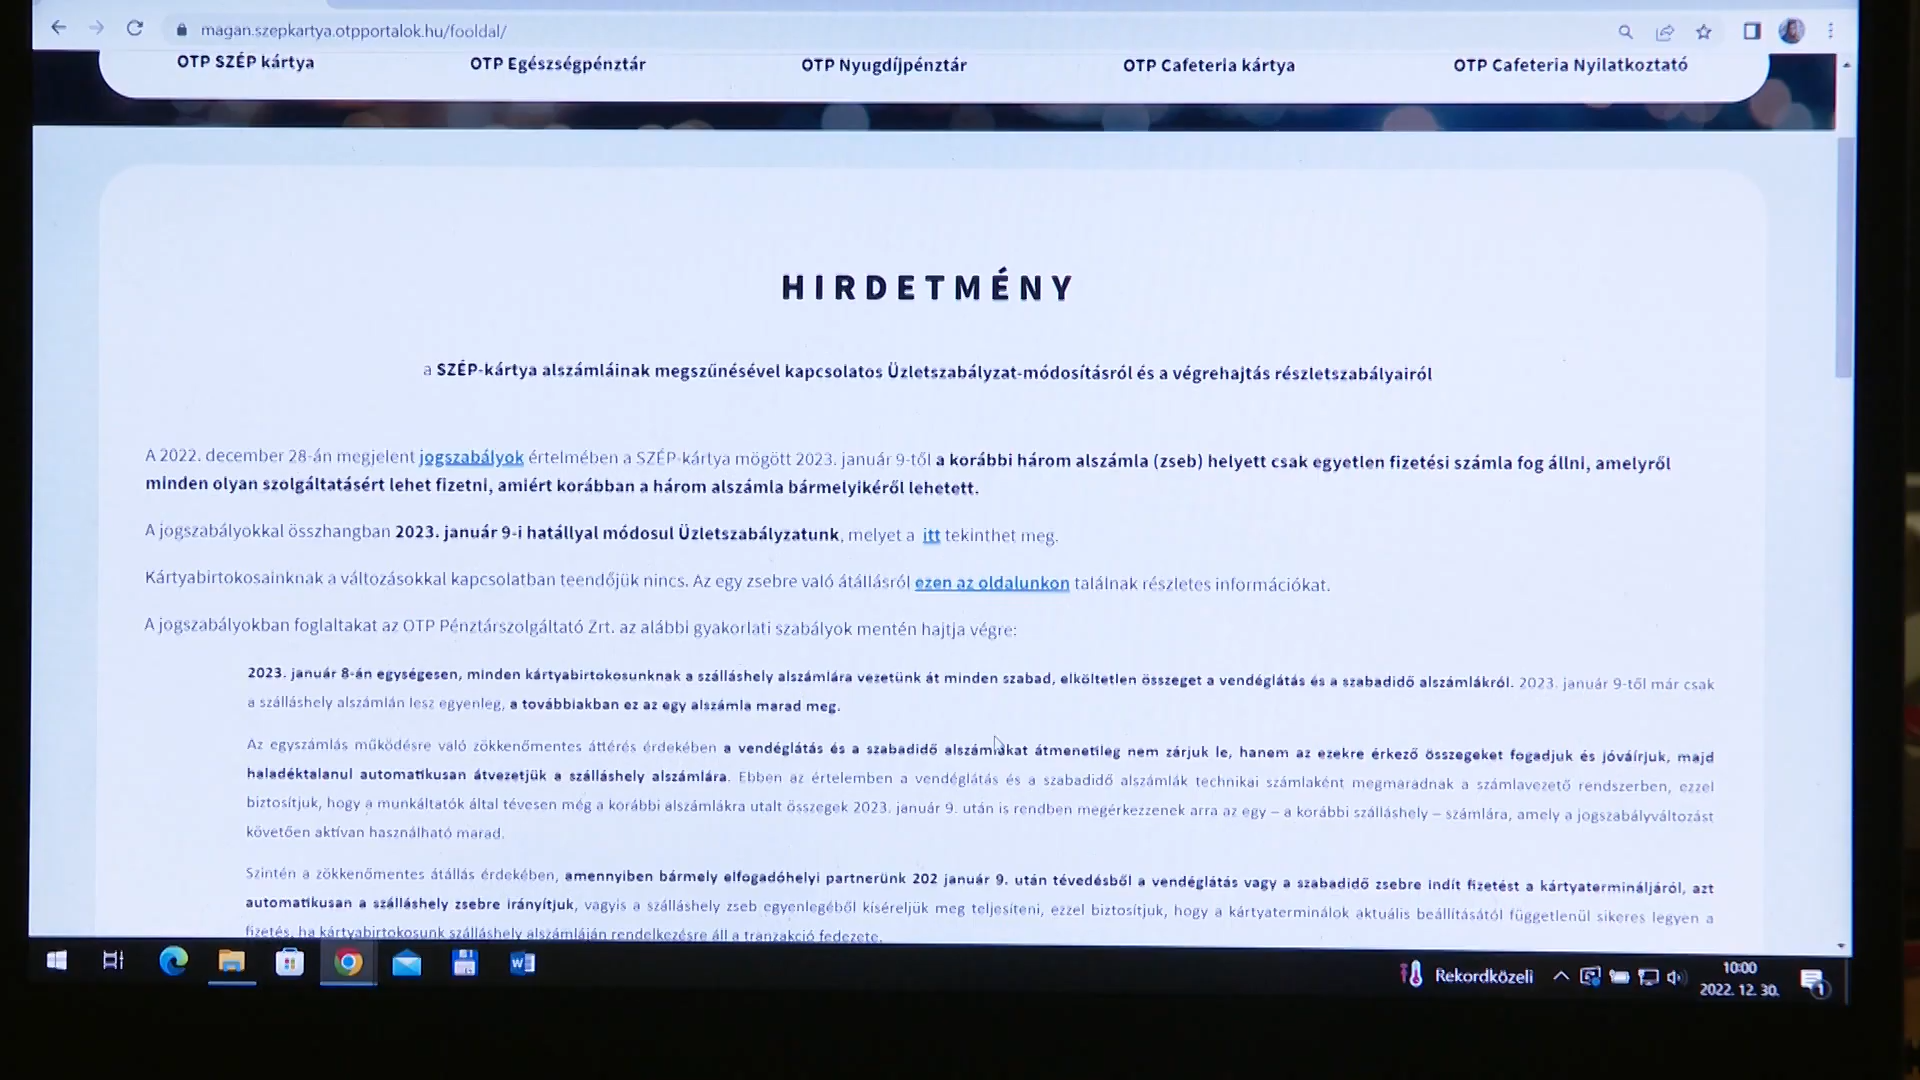 magan.szepkartya.otpportalok.hu/fooldal/
OTP SZÉP kártya OTP Egészségpénztár OTP Nyugdíjpénztár OTP Cafeteria kártya OTP Cafeteria Nyilatkoztató
HIRDETMÉNY
a SZÉP-kártya alszámláinak megszűnésével kapcsolatos Üzletszabályzat-módosításról és a végrehajtás részletszabályairól
A 2022. december 28-án megjelent jogszabályok értelmében a SZÉP-kártya mögött 2023. január 9-től a korábbi három alszámla (zseb) helyett csak egyetlen fizetési számla fog állni, amelyről
minden olyan szolgáltatásért lehet fizetni, amiért korábban a három alszámla bármelyikéről lehetett.
A jogszabályokkal összhangban 2023. január 9-i hatállyal módosul Üzletszabályzatunk, melyet a itt tekinthet meg.
Kártyabirtokosainknak a változásokkal kapcsolatban teendőjük nincs. Az egy zsebre való átállásról ezen az oldalunkon találnak részletes információkat.
A jogszabályokban foglaltakat az OTP Pénztárszolgáltató Zrt. az alábbi gyakorlati szabályok mentén hajtja végre:
2023. január 8-án egységesen, minden kártyabirtokosunknak a szálláshely alszámlára vezetünk át minden szabad, elköltetlen összeget a vendéglátás és a szabadidő alszámlákról. 2023. január 9-től már csak
a szálláshely alszámlán lesz egyenleg, a továbbiakban ez az egy alszámla marad meg.
Az egyszámlás működésre való zökkenőmentes áttérés érdekében a vendéglátás és a szabadidő alszámlákat átmenetileg nem zárjuk le, hanem az ezekre érkező összegeket fogadjuk és jóváírjuk, majd
haladéktalanul automatikusan átvezetjük a szálláshely alszámlára. Ebben az értelemben a vendéglátás és a szabadidő alszámlák technikai számlaként megmaradnak a számlavezető rendszerben, ezzel
biztosítjuk, hogy a munkáltatók által tévesen még a korábbi alszámlákra utalt összegek 2023. január 9. után is rendben megérkezzenek arra az egy – a korábbi szálláshely – számlára, amely a jogszabályváltozást
követően aktívan használható marad.
Szintén a zökkenőmentes átállás érdekében, amennyiben bármely elfogadóhelyi partnerünk 202 január 9. után tévedésből a vendéglátás vagy a szabadidő zsebre indít fizetést a kártyatermináljáról, azt
automatikusan a szálláshely zsebre irányítjuk, vagyis a szálláshely zseb egyenlegéből kíséreljük meg teljesíteni, ezzel biztosítjuk, hogy a kártyaterminálok aktuális beállításától függetlenül sikeres legyen a
fizetés, ha kártyabirtokosunk szálláshely alszámláján rendelkezésre áll a tranzakció fedezete.
Rekordközeli
10:00
2022. 12. 30.
1